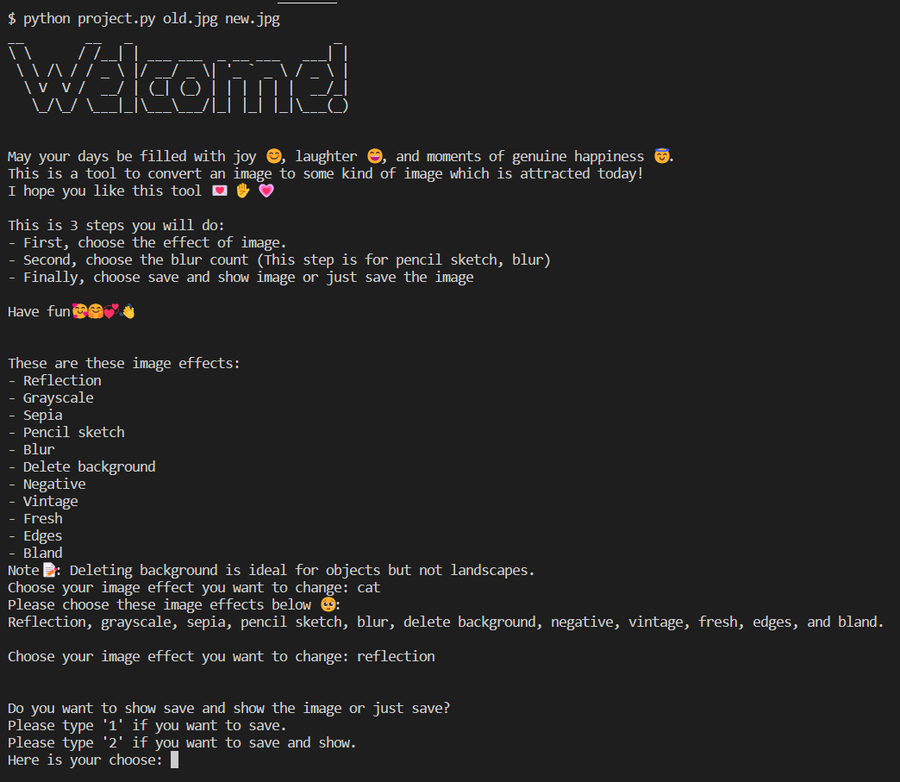 $ python project.py old.jpg new.jpg
Welcome!
May your days be filled with joy 😊, laughter 😄, and moments of genuine happiness 😇.
This is a tool to convert an image to some kind of image which is attracted today!
I hope you like this tool 💌 ✋ 💗
This is 3 steps you will do:
- First, choose the effect of image.
- Second, choose the blur count (This step is for pencil sketch, blur)
- Finally, choose save and show image or just save the image
Have fun🥰🤗💞👏
These are these image effects:
- Reflection
- Grayscale
- Sepia
- Pencil sketch
- Blur
- Delete background
- Negative
- Vintage
- Fresh
- Edges
- Bland
Note📝: Deleting background is ideal for objects but not landscapes.
Choose your image effect you want to change: cat
Please choose these image effects below 🥺:
Reflection, grayscale, sepia, pencil sketch, blur, delete background, negative, vintage, fresh, edges, and bland.
Choose your image effect you want to change: reflection
Do you want to show save and show the image or just save?
Please type '1' if you want to save.
Please type '2' if you want to save and show.
Here is your choose: